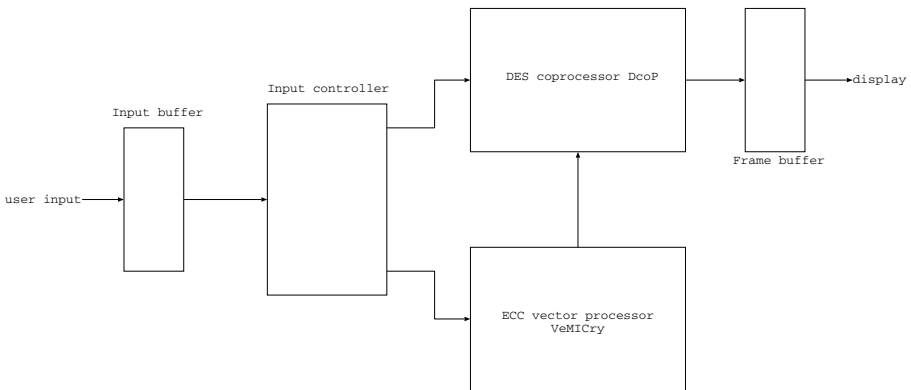 DES coprocessor DcoP
display
Input controller
Input buffer
Frame buffer
user input
ECC vector processor
VeMICry